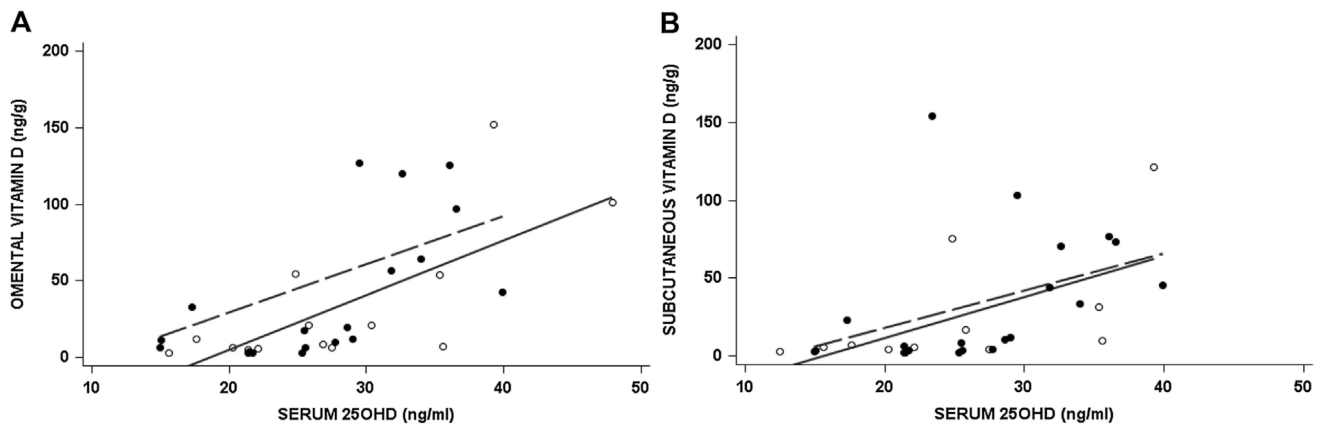 A
OMENTAL VITAMIN D (ng/g)
200
150
100
50
0
10 20 30 40 50
SERUM 25OHD (ng/ml)
B
SUBCUTANEOUS VITAMIN D (ng/g)
200
150
100
50
0
10 20 30 40 50
SERUM 25OHD (ng/ml)